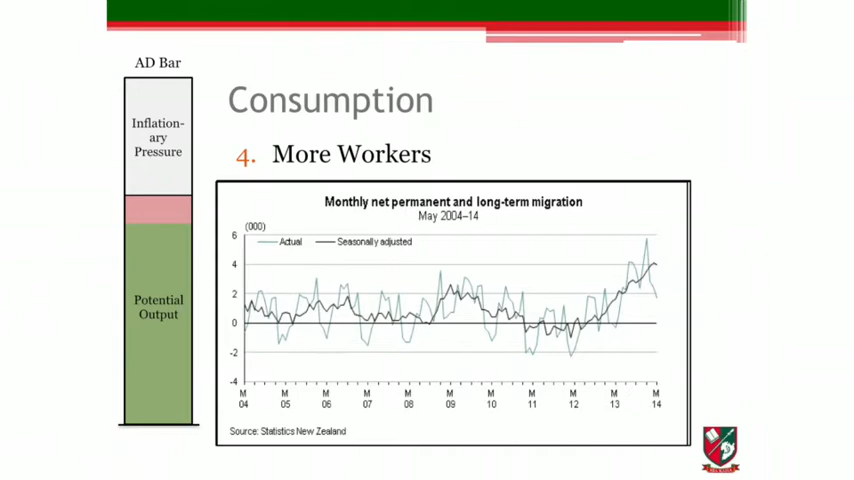 AD Bar
Inflation-
ary
Pressure
Potential
Output
Consumption
4. More Workers
Monthly net permanent and long-term migration
May 2004–14
(000)
Actual
Seasonally adjusted
6
4
2
0
-2
-4
M M M M M M M M M M M
04 05 06 07 08 09 10 11 12 13 14
Source: Statistics New Zealand